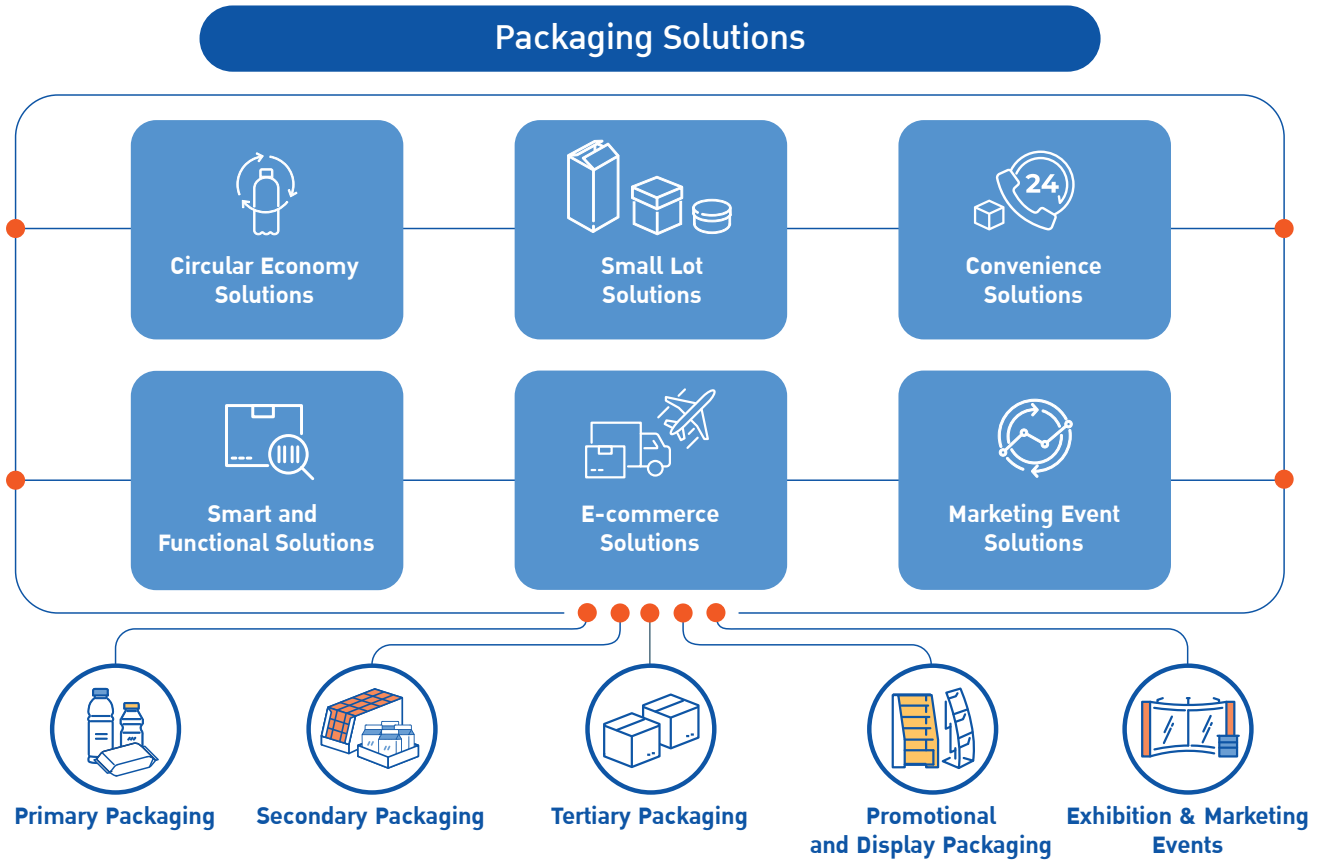 Packaging Solutions
Circular Economy
Solutions
Small Lot
Solutions
24
Convenience
Solutions
Smart and
Functional Solutions
E-commerce
Solutions
Marketing Event
Solutions
Primary Packaging
Secondary Packaging
Tertiary Packaging
Promotional
and Display Packaging
Exhibition & Marketing
Events